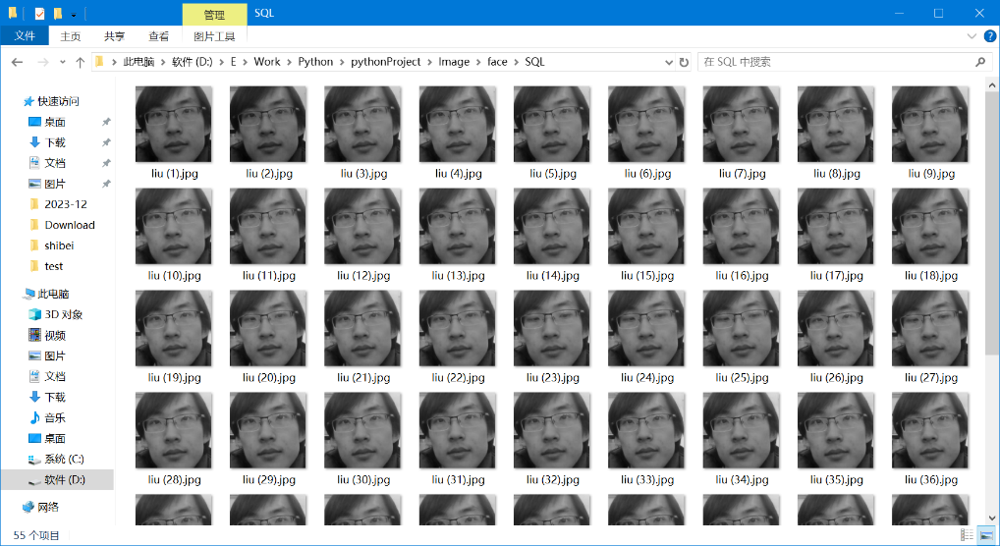 管理 SQL
文件 主页 共享 查看 图片工具
此电脑 软件 (D:) E Work Python pythonProject Image face SQL 在 SQL 中搜索
快速访问
桌面
下载
文档
图片
2023-12
Download
shibei
test
此电脑
3D 对象
视频
图片
文档
下载
音乐
桌面
系统 (C:)
软件 (D:)
网络
liu (1).jpg liu (2).jpg liu (3).jpg liu (4).jpg liu (5).jpg liu (6).jpg liu (7).jpg liu (8).jpg liu (9).jpg
liu (10).jpg liu (11).jpg liu (12).jpg liu (13).jpg liu (14).jpg liu (15).jpg liu (16).jpg liu (17).jpg liu (18).jpg
liu (19).jpg liu (20).jpg liu (21).jpg liu (22).jpg liu (23).jpg liu (24).jpg liu (25).jpg liu (26).jpg liu (27).jpg
liu (28).jpg liu (29).jpg liu (30).jpg liu (31).jpg liu (32).jpg liu (33).jpg liu (34).jpg liu (35).jpg liu (36).jpg
55 个项目